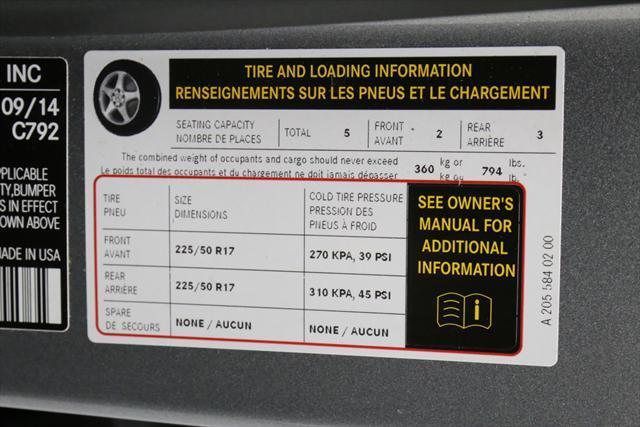 INC
09/14
C792
APPLICABLE
TY,BUMPER
S IN EFFECT
OWN ABOVE
MADE IN USA
TIRE AND LOADING INFORMATION
RENSEIGNEMENTS SUR LES PNEUS ET LE CHARGEMENT
SEATING CAPACITY
NOMBRE DE PLACES
TOTAL 5
FRONT
AVANT 2
REAR
ARRIÈRE 3
The combined weight of occupants and cargo should never exceed 360 kg or 794 lbs.
Le poids total des occupants et du chargement ne doit jamais dépasser kg ou lb.
TIRE
PNEU
SIZE
DIMENSIONS
COLD TIRE PRESSURE
PRESSION DES
PNEUS À FROID
FRONT
AVANT
225/50 R17
270 KPA, 39 PSI
REAR
ARRIÈRE
225/50 R17
310 KPA, 45 PSI
SPARE
DE SECOURS
NONE / AUCUN
NONE / AUCUN
SEE OWNER'S
MANUAL FOR
ADDITIONAL
INFORMATION
i
A 205 584 02 00